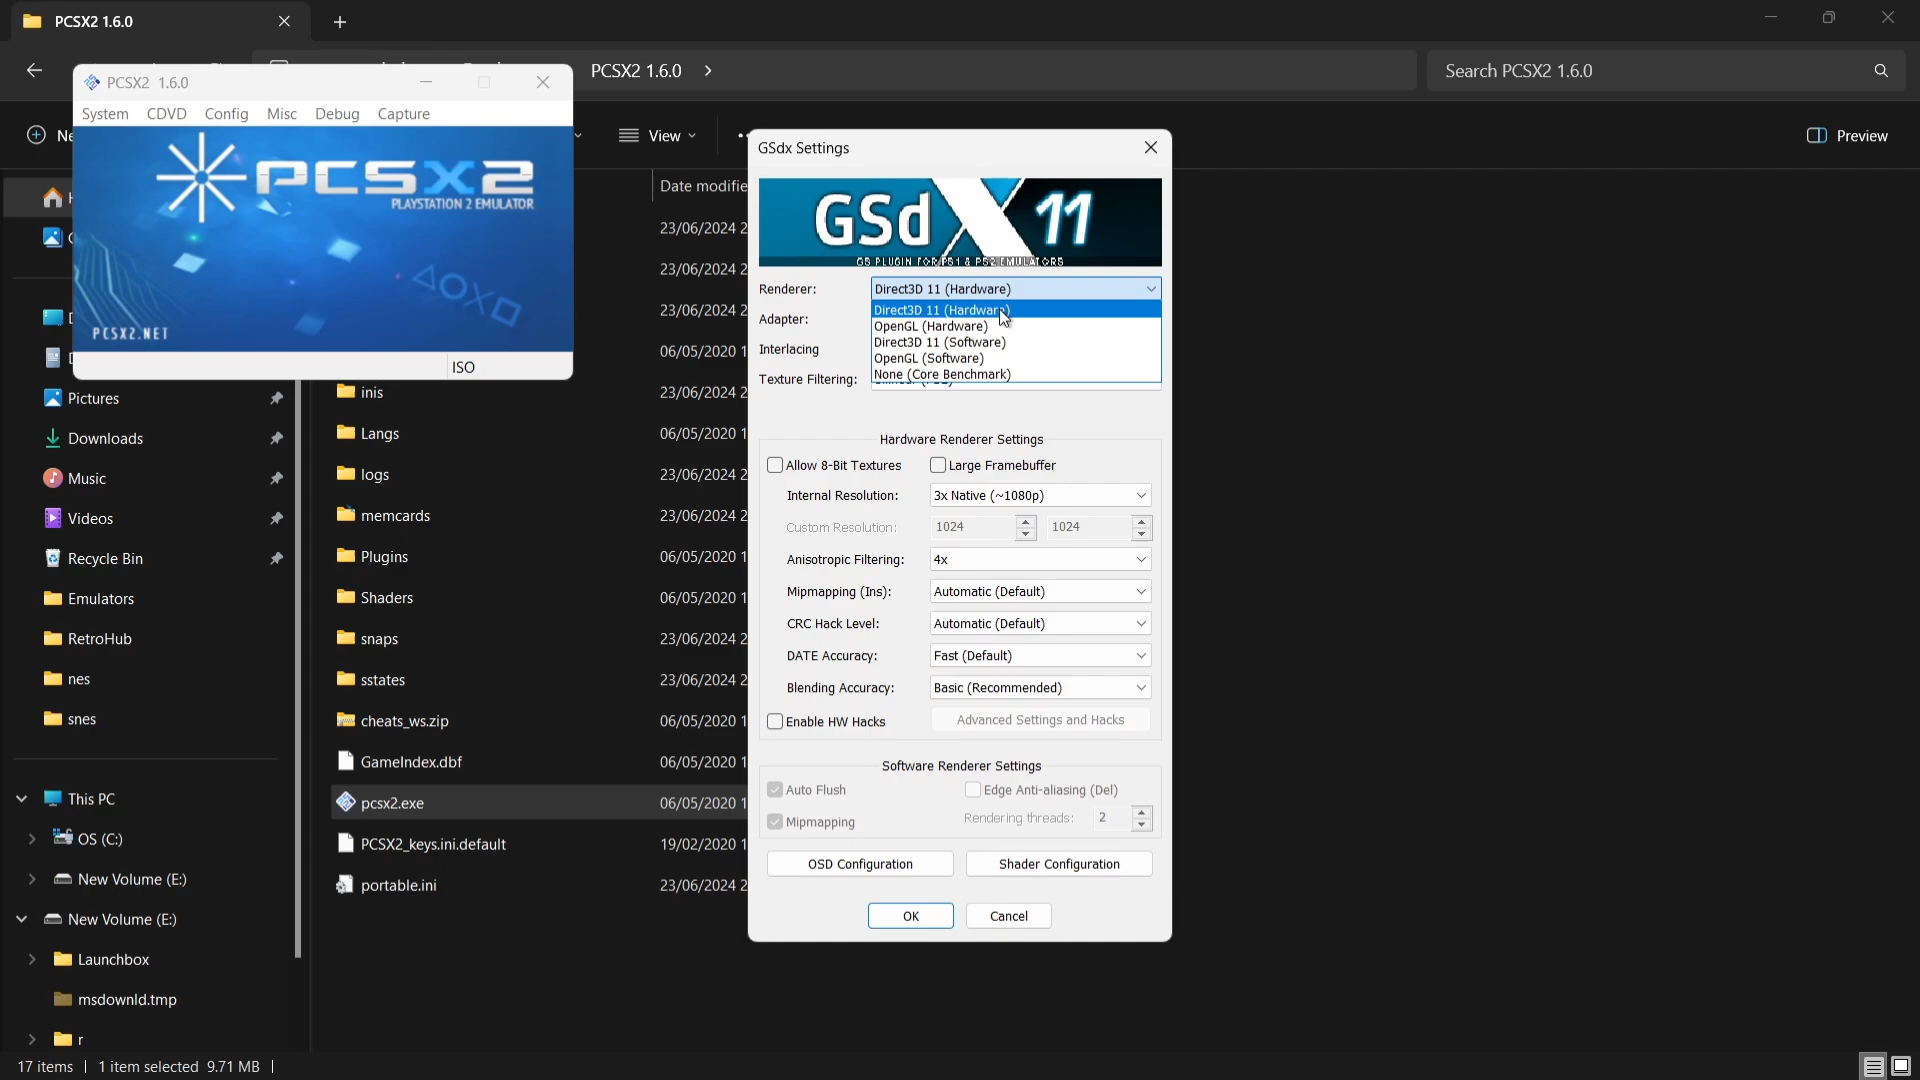 PCSX2 1.6.0
PCSX2 1.6.0
Search PCSX2 1.6.0
PCSX2 1.6.0
System CDVD Config Misc Debug Capture
View
Preview
PCSX2
PLAYSTATION 2 EMULATOR
PCSX2.NET
ISO
Date modifie
23/06/2024 2
23/06/2024 2
23/06/2024 2
06/05/2020 1
Pictures
Downloads
Music
Videos
Recycle Bin
Emulators
RetroHub
nes
snes
This PC
OS (C:)
New Volume (E:)
New Volume (E:)
Launchbox
msdownld.tmp
r
inis 23/06/2024 2
Langs 06/05/2020 1
logs 23/06/2024 2
memcards 23/06/2024 2
Plugins 06/05/2020 1
Shaders 06/05/2020 1
snaps 23/06/2024 2
sstates 23/06/2024 2
cheats_ws.zip 06/05/2020 1
GameIndex.dbf 06/05/2020 1
pcsx2.exe 06/05/2020 1
PCSX2_keys.ini.default 19/02/2020 1
portable.ini 23/06/2024 2
GSdx Settings
GSdX 11
GS PLUGIN FOR PS1 & PS2 EMULATORS
Renderer: Direct3D 11 (Hardware)
Direct3D 11 (Hardware)
Adapter:
OpenGL (Hardware)
Direct3D 11 (Software)
Interlacing
OpenGL (Software)
None (Core Benchmark)
Texture Filtering:
Hardware Renderer Settings
Allow 8-Bit Textures Large Framebuffer
Internal Resolution: 3x Native (~1080p)
Custom Resolution: 1024 1024
Anisotropic Filtering: 4x
Mipmapping (Ins): Automatic (Default)
CRC Hack Level: Automatic (Default)
DATE Accuracy: Fast (Default)
Blending Accuracy: Basic (Recommended)
Enable HW Hacks Advanced Settings and Hacks
Software Renderer Settings
Auto Flush Edge Anti-aliasing (Del)
Mipmapping Rendering threads: 2
OSD Configuration Shader Configuration
OK Cancel
17 items 1 item selected 9.71 MB